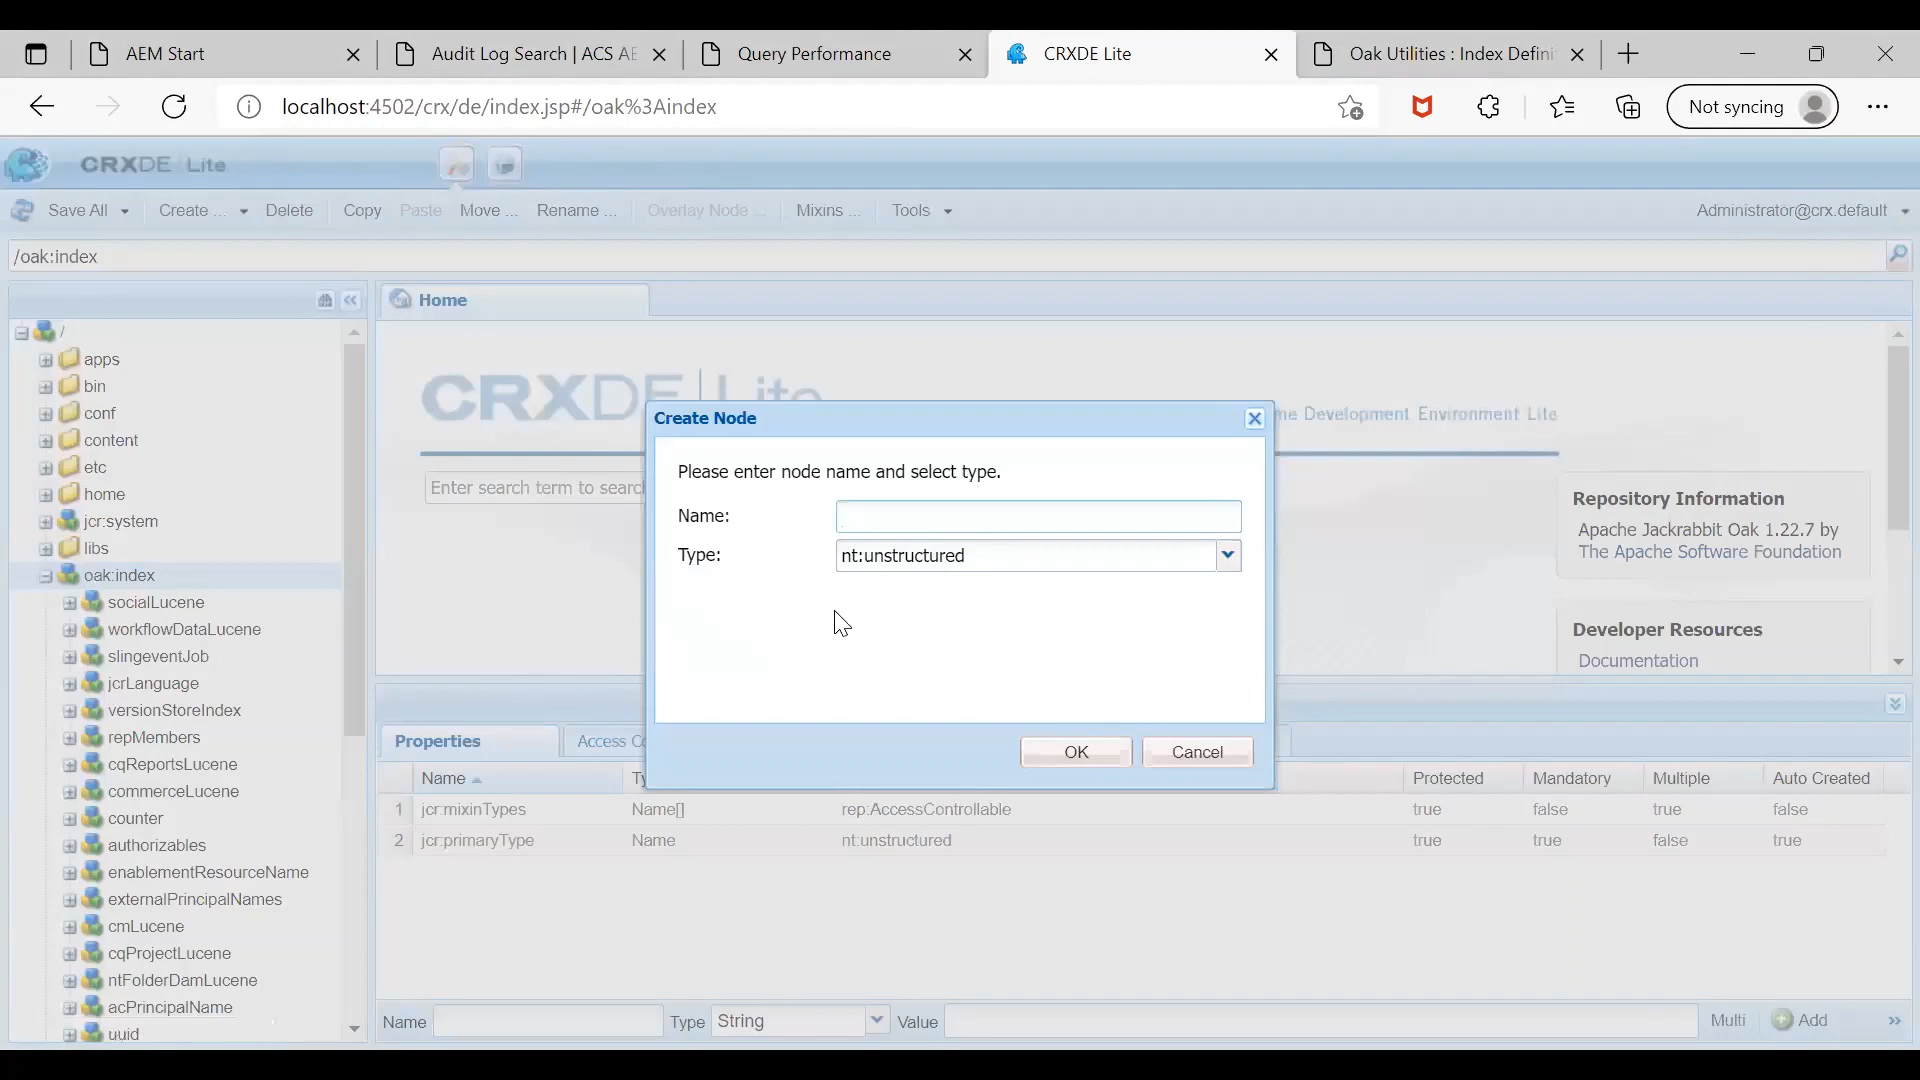 AEM Start
Audit Log Search | ACS AE
Query Performance
CRXDE Lite
Oak Utilities : Index Defini
localhost:4502/crx/de/index.jsp#/oak%3Aindex
Not syncing
CRXDE | Lite
Save All
Create ...
Delete
Copy
Paste
Move ...
Rename ...
Overlay Node ...
Mixins ...
Tools
Administrator@crx.default
/oak:index
Home
/
apps
bin
conf
content
etc
home
jcr:system
libs
oak:index
socialLucene
workflowDataLucene
slingeventJob
jcrLanguage
versionStoreIndex
repMembers
cqReportsLucene
commerceLucene
counter
authorizables
enablementResourceName
externalPrincipalNames
cmLucene
cqProjectLucene
ntFolderDamLucene
acPrincipalName
uuid
CRXDE | Lite
Development Environment Lite
Enter search term to search
Repository Information
Apache Jackrabbit Oak 1.22.7 by
The Apache Software Foundation
Developer Resources
Documentation
Create Node
Please enter node name and select type.
Name:
Type: nt:unstructured
OK
Cancel
Properties
Access Co
Name
Ty
Protected
Mandatory
Multiple
Auto Created
1 jcr:mixinTypes Name[] rep:AccessControllable true false true false
2 jcr:primaryType Name nt:unstructured true true false true
Name
Type String
Value
Multi
Add